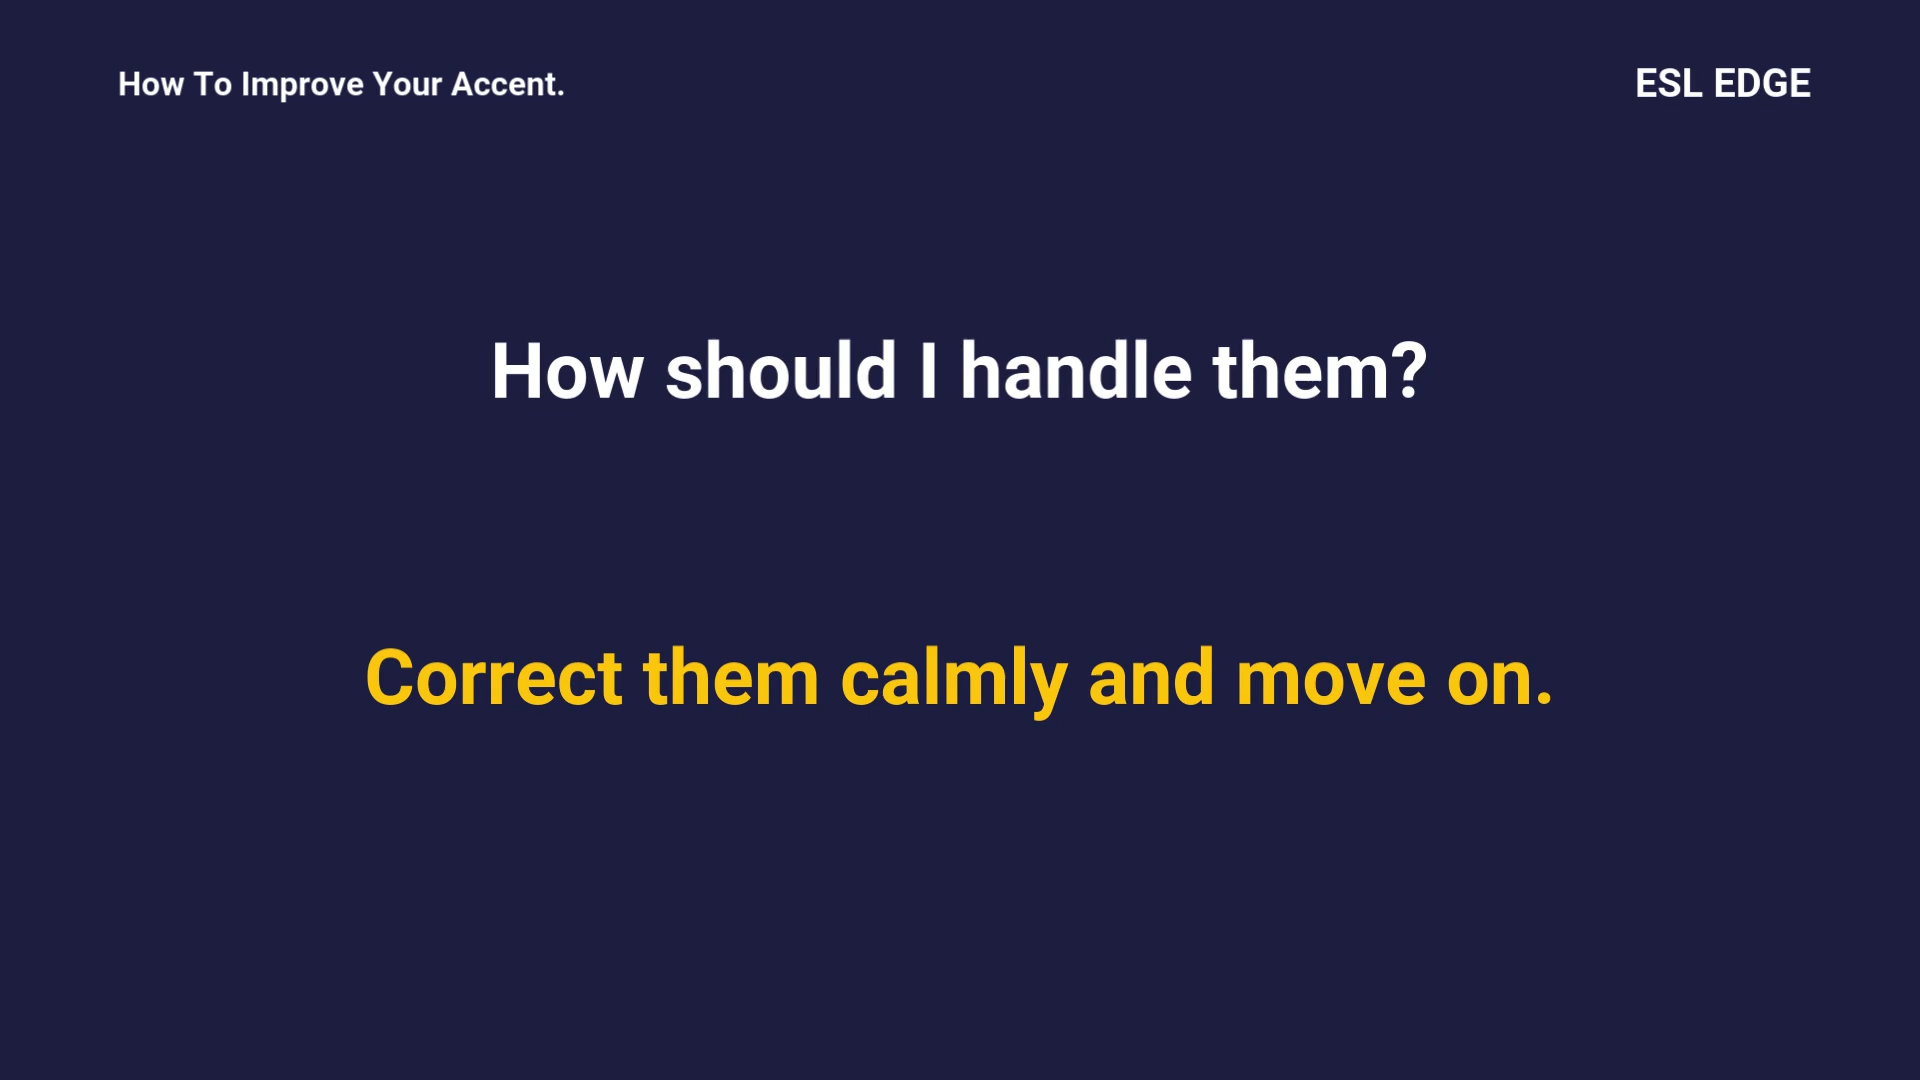 How To Improve Your Accent.
ESL EDGE
How should I handle them?
Correct them calmly and move on.